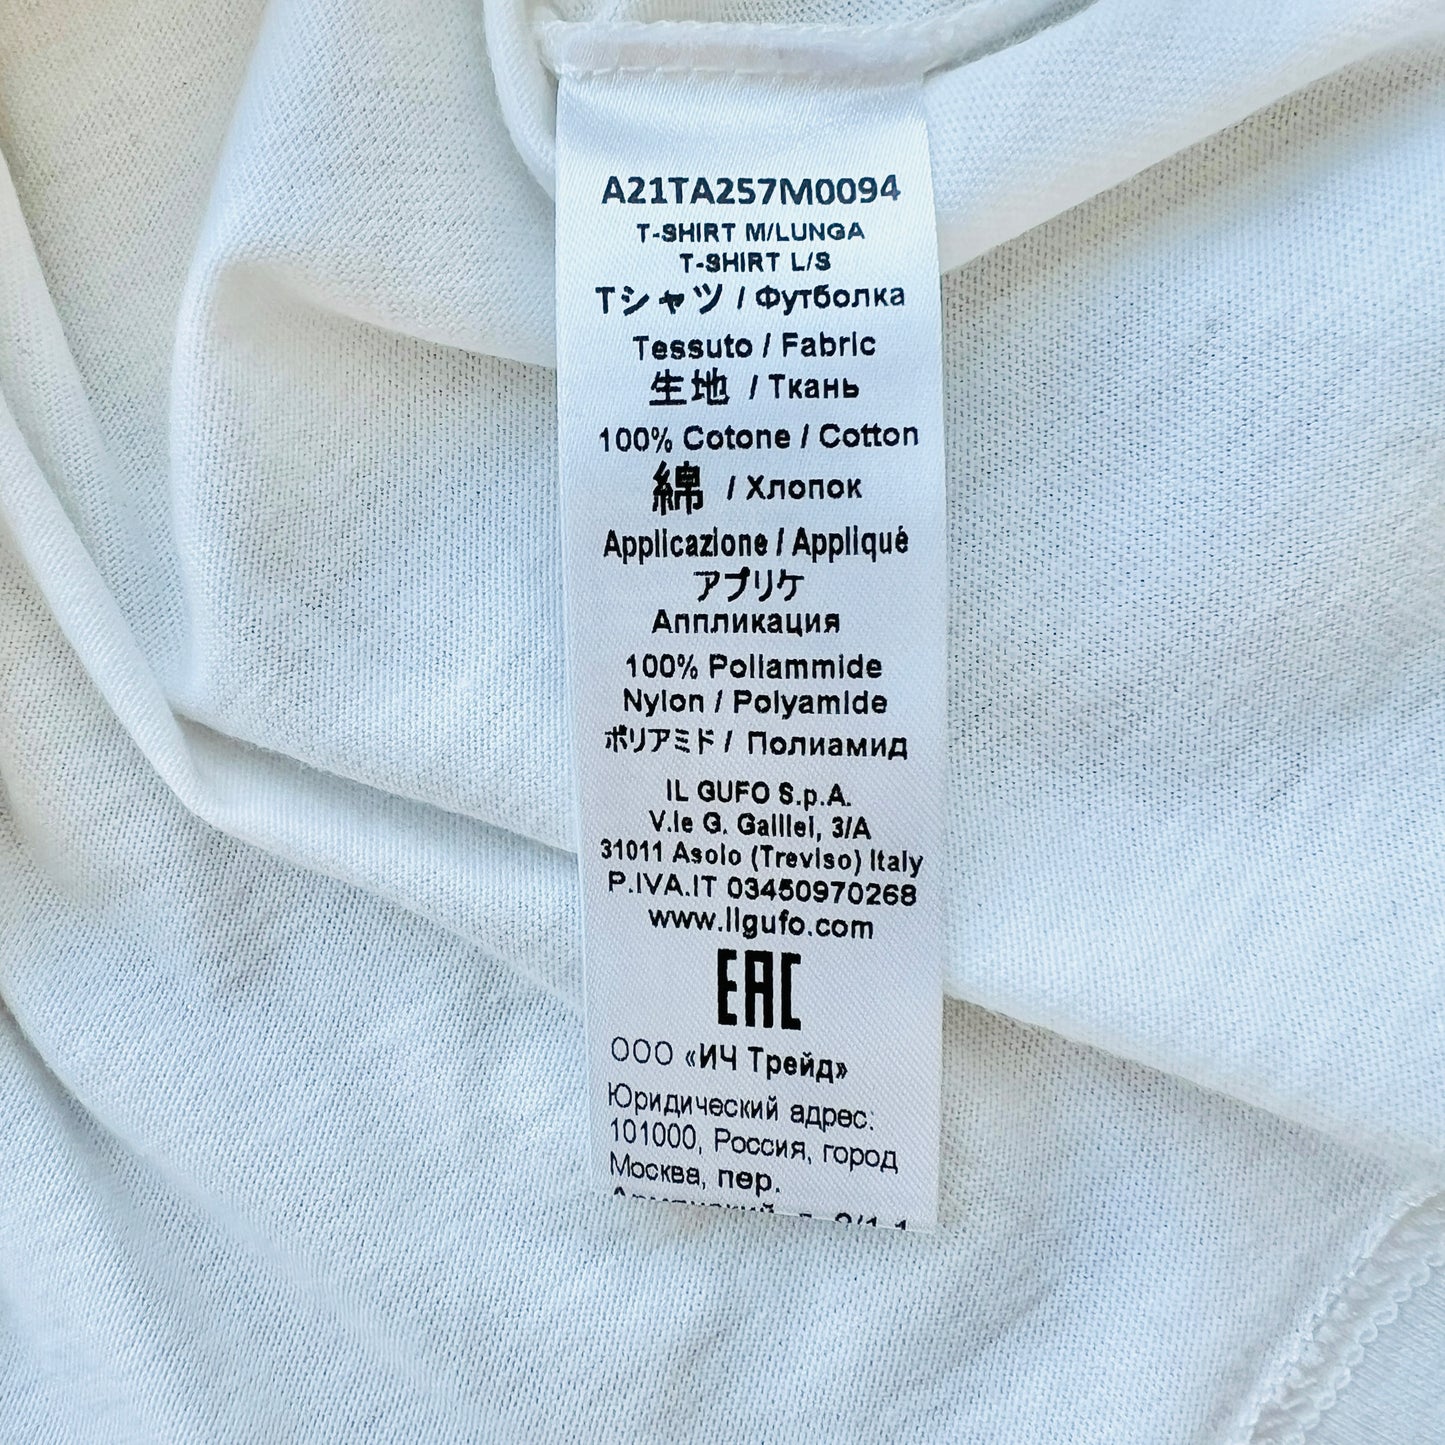 A21TA257M0094
T-SHIRT M/LUNGA
T-SHIRT L/S
Tシャツ / Футболка
Tessuto / Fabric
生地 / Ткань
100% Cotone / Cotton
綿 / Хлопок
Applicazione / Appliqué
アプリケ
Аппликация
100% Poliammide
Nylon / Polyamide
ポリアミド / Полиамид
IL GUFO S.p.A.
V.le G. Galilei, 3/A
31011 Asolo (Treviso) Italy
P.IVA.IT 03450970268
www.ilgufo.com
EAC
ООО «ИЧ Трейд»
Юридический адрес:
101000, Россия, город
Москва, пер.